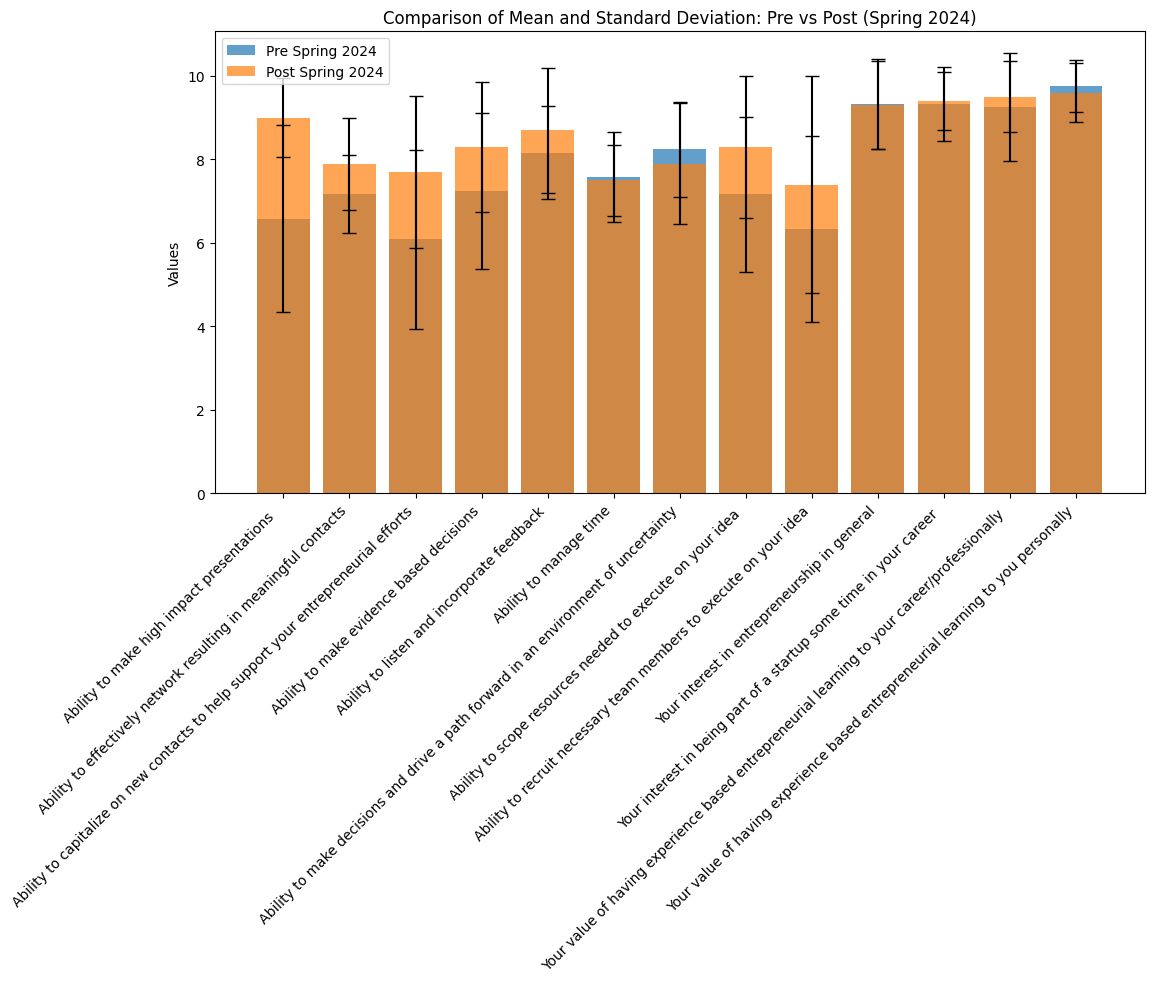 Comparison of Mean and Standard Deviation: Pre vs Post (Spring 2024)
Pre Spring 2024
Post Spring 2024
Values
10
8
6
4
2
0
Ability to make high impact presentations
Ability to effectively network resulting in meaningful contacts
Ability to capitalize on new contacts to help support your entrepreneurial efforts
Ability to make evidence based decisions
Ability to listen and incorporate feedback
Ability to manage time
Ability to make decisions and drive a path forward in an environment of uncertainty
Ability to scope resources needed to execute on your idea
Ability to recruit necessary team members to execute on your idea
Your interest in entrepreneurship in general
Your interest in being part of a startup some time in your career
Your value of having experience based entrepreneurial learning to your career/professionally
Your value of having experience based entrepreneurial learning to you personally